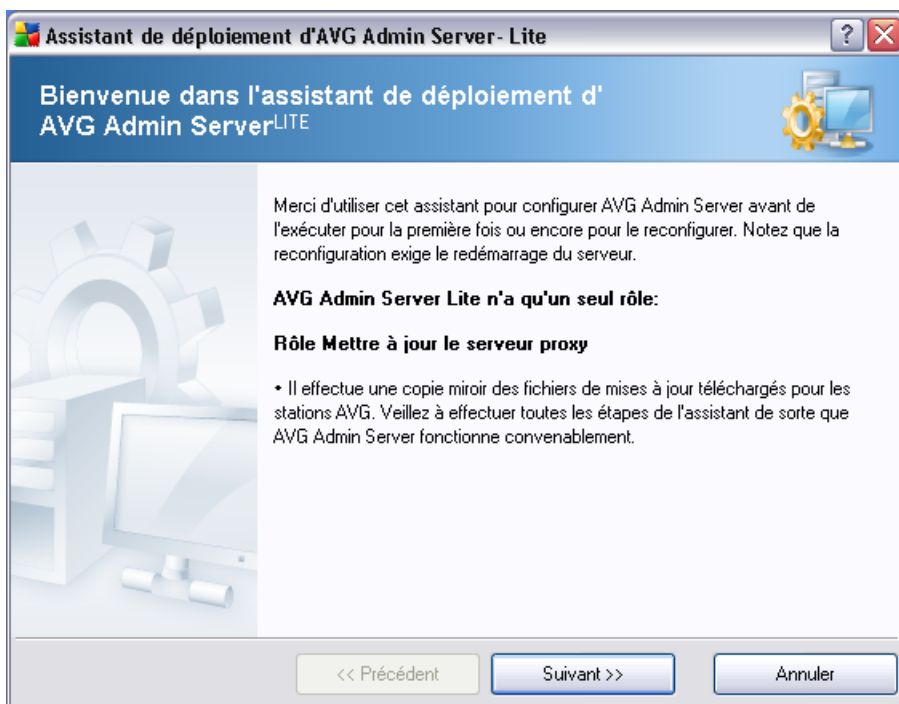 Assistant de déploiement d'AVG Admin Server- Lite
Bienvenue dans l'assistant de déploiement d'
AVG Admin ServerLITE
Merci d'utiliser cet assistant pour configurer AVG Admin Server avant de
l'exécuter pour la première fois ou encore pour le reconfigurer. Notez que la
reconfiguration exige le redémarrage du serveur.
AVG Admin Server Lite n'a qu'un seul rôle:
Rôle Mettre à jour le serveur proxy
• Il effectue une copie miroir des fichiers de mises à jour téléchargés pour les
stations AVG. Veillez à effectuer toutes les étapes de l'assistant de sorte que
AVG Admin Server fonctionne convenablement.
<< Précédent
Suivant >>
Annuler